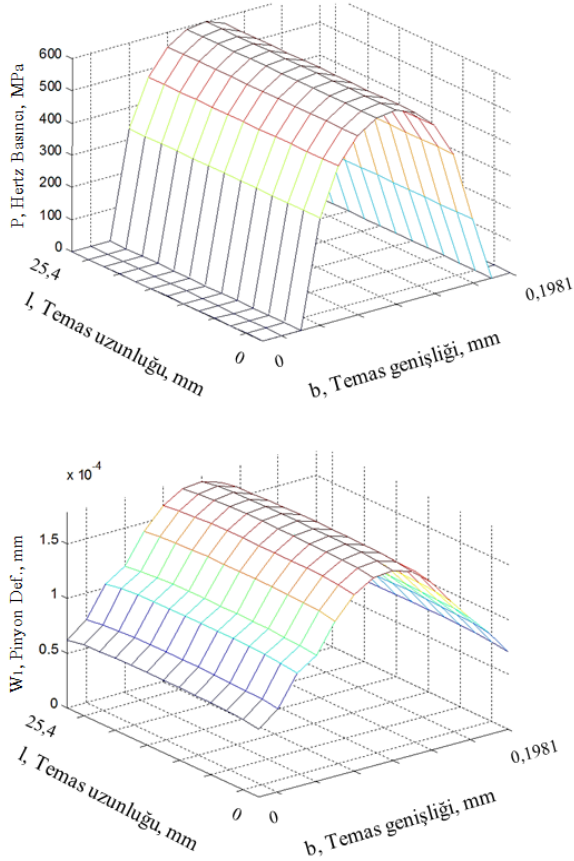 P, Hertz Basıncı, MPa
600
500
400
300
200
100
0
25,4
l, Temas uzunluğu, mm
0
0
b, Temas genişliği, mm
0,1981
x 10⁻⁴
W1, Pinyon Def., mm
1.5
1
0.5
0
25,4
l, Temas uzunluğu, mm
0
0
b, Temas genişliği, mm
0,1981